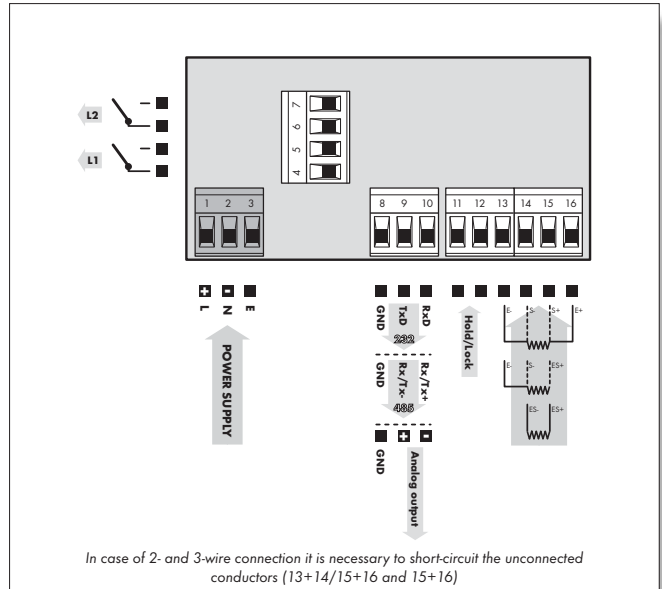 L2
L1
7
6
5
4
1 2 3
8 9 10
11 12 13
14 15 16
+ - 
L N E
POWER SUPPLY
GND TxD RxD
232
GND Rx/Tx- Rx/Tx+
485
+ -
GND
Analog output
Hold/Lock
E- S- S+ E+
E- S- ES+
ES- ES+
In case of 2- and 3-wire connection it is necessary to short-circuit the unconnected
conductors (13+14/15+16 and 15+16)